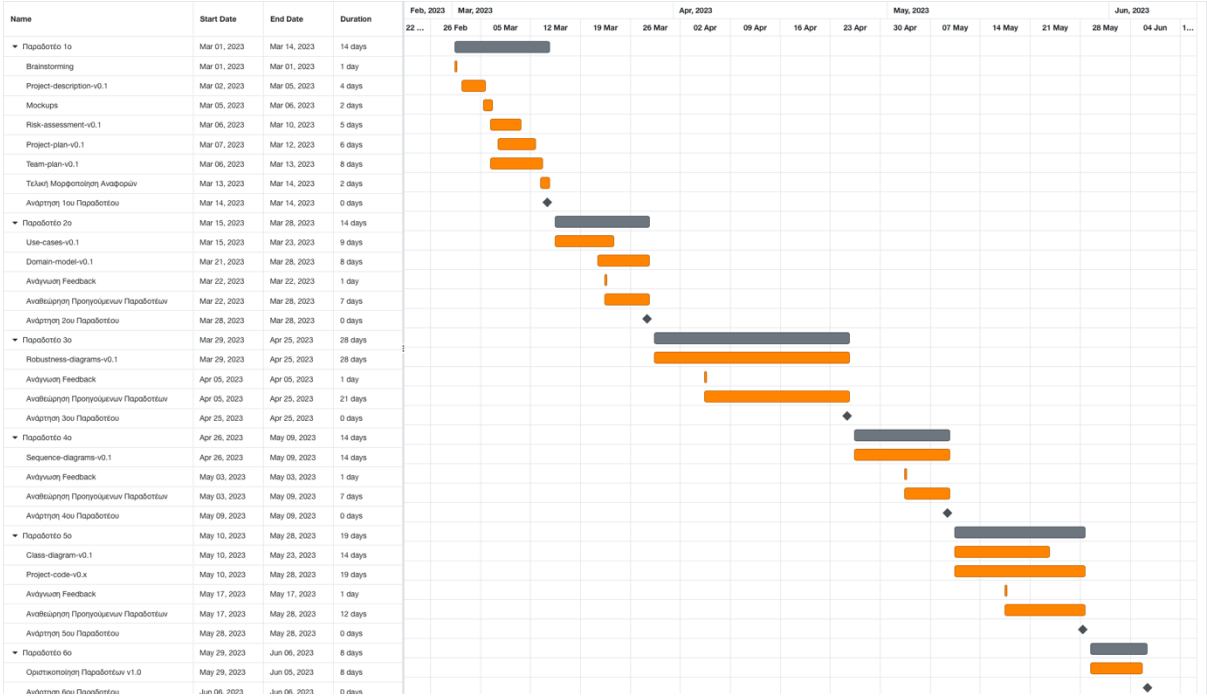 Feb, 2023 Mar, 2023 Apr, 2023 May, 2023 Jun, 2023
Name Start Date End Date Duration 22 ... 26 Feb 05 Mar 12 Mar 19 Mar 26 Mar 02 Apr 09 Apr 16 Apr 23 Apr 30 Apr 07 May 14 May 21 May 28 May 04 Jun 1...
Παραδοτέο 1ο Mar 01, 2023 Mar 14, 2023 14 days
Brainstorming Mar 01, 2023 Mar 01, 2023 1 day
Project-description-v0.1 Mar 02, 2023 Mar 05, 2023 4 days
Mockups Mar 05, 2023 Mar 06, 2023 2 days
Risk-assessment-v0.1 Mar 06, 2023 Mar 10, 2023 5 days
Project-plan-v0.1 Mar 07, 2023 Mar 12, 2023 6 days
Team-plan-v0.1 Mar 06, 2023 Mar 13, 2023 8 days
Τελική Μορφοποίηση Αναφορών Mar 13, 2023 Mar 14, 2023 2 days
Ανάρτηση 1ου Παραδοτέου Mar 14, 2023 Mar 14, 2023 0 days
Παραδοτέο 2ο Mar 15, 2023 Mar 28, 2023 14 days
Use-cases-v0.1 Mar 15, 2023 Mar 23, 2023 9 days
Domain-model-v0.1 Mar 21, 2023 Mar 28, 2023 8 days
Ανάγνωση Feedback Mar 22, 2023 Mar 22, 2023 1 day
Αναθεώρηση Προηγούμενων Παραδοτέων Mar 22, 2023 Mar 28, 2023 7 days
Ανάρτηση 2ου Παραδοτέου Mar 28, 2023 Mar 28, 2023 0 days
Παραδοτέο 3ο Mar 29, 2023 Apr 25, 2023 28 days
Robustness-diagrams-v0.1 Mar 29, 2023 Apr 25, 2023 28 days
Ανάγνωση Feedback Apr 05, 2023 Apr 05, 2023 1 day
Αναθεώρηση Προηγούμενων Παραδοτέων Apr 05, 2023 Apr 25, 2023 21 days
Ανάρτηση 3ου Παραδοτέου Apr 25, 2023 Apr 25, 2023 0 days
Παραδοτέο 4ο Apr 26, 2023 May 09, 2023 14 days
Sequence-diagrams-v0.1 Apr 26, 2023 May 09, 2023 14 days
Ανάγνωση Feedback May 03, 2023 May 03, 2023 1 day
Αναθεώρηση Προηγούμενων Παραδοτέων May 03, 2023 May 09, 2023 7 days
Ανάρτηση 4ου Παραδοτέου May 09, 2023 May 09, 2023 0 days
Παραδοτέο 5ο May 10, 2023 May 28, 2023 19 days
Class-diagram-v0.1 May 10, 2023 May 23, 2023 14 days
Project-code-v0.x May 10, 2023 May 28, 2023 19 days
Ανάγνωση Feedback May 17, 2023 May 17, 2023 1 day
Αναθεώρηση Προηγούμενων Παραδοτέων May 17, 2023 May 28, 2023 12 days
Ανάρτηση 5ου Παραδοτέου May 28, 2023 May 28, 2023 0 days
Παραδοτέο 6ο May 29, 2023 Jun 06, 2023 8 days
Οριστικοποίηση Παραδοτέων v1.0 May 29, 2023 Jun 05, 2023 8 days
Ανάρτηση 6ου Παραδοτέου Jun 06, 2023 Jun 06, 2023 0 days